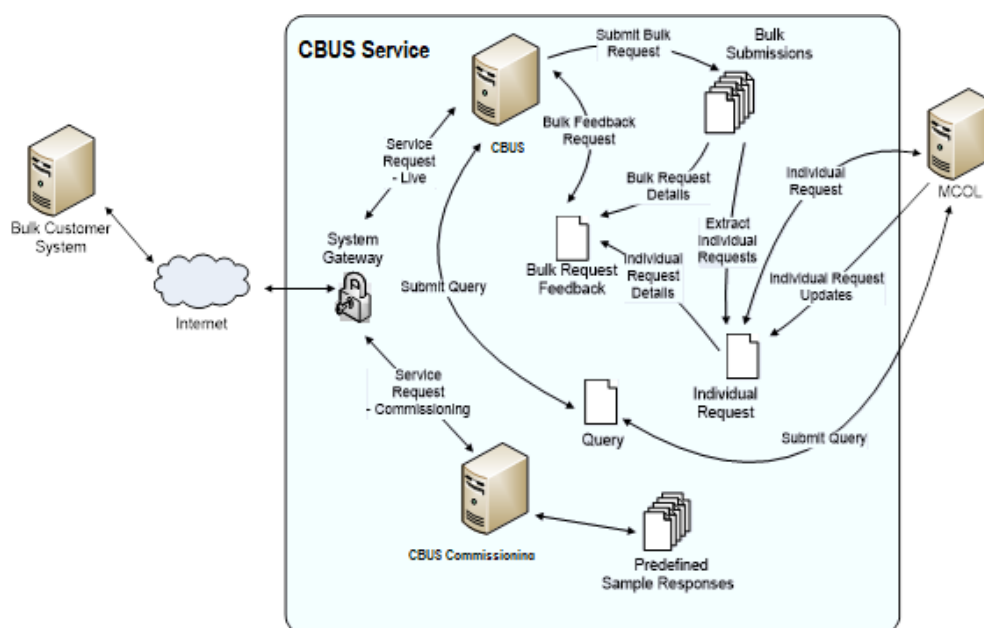 CBUS Service
Submit Bulk
Request
Bulk
Submissions
CBUS
Bulk Feedback
Request
Service
Request
- Live
Bulk Customer
System
Internet
System
Gateway
Submit Query
Bulk Request
Details
Extract
Individual
Requests
Individual
Request
MCOL
Bulk Request
Feedback
Individual
Request
Details
Individual Request
Updates
Individual
Request
Service
Request
- Commissioning
Query
Submit Query
CBUS Commissioning
Predefined
Sample Responses